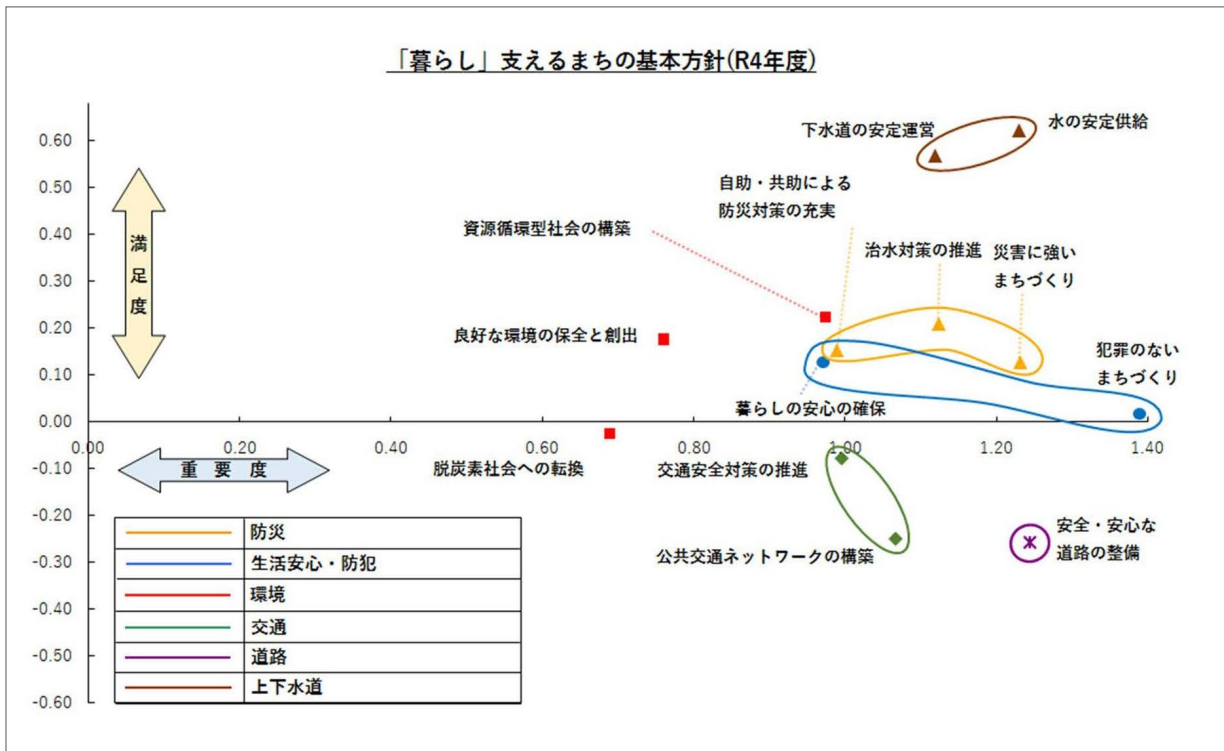 「暮らし」支えるまちの基本方針(R4年度)
0.60
0.50
0.40
0.30
0.20
0.10
0.00
-0.10
-0.20
-0.30
-0.40
-0.50
-0.60
0.00
0.20
0.40
0.60
0.80
1.00
1.20
1.40
満足度
重要度
下水道の安定運営
水の安定供給
自助・共助による
防災対策の充実
資源循環型社会の構築
治水対策の推進
災害に強い
まちづくり
良好な環境の保全と創出
犯罪のない
まちづくり
暮らしの安心の確保
脱炭素社会への転換
交通安全対策の推進
公共交通ネットワークの構築
安全・安心な
道路の整備
防災
生活安心・防犯
環境
交通
道路
上下水道